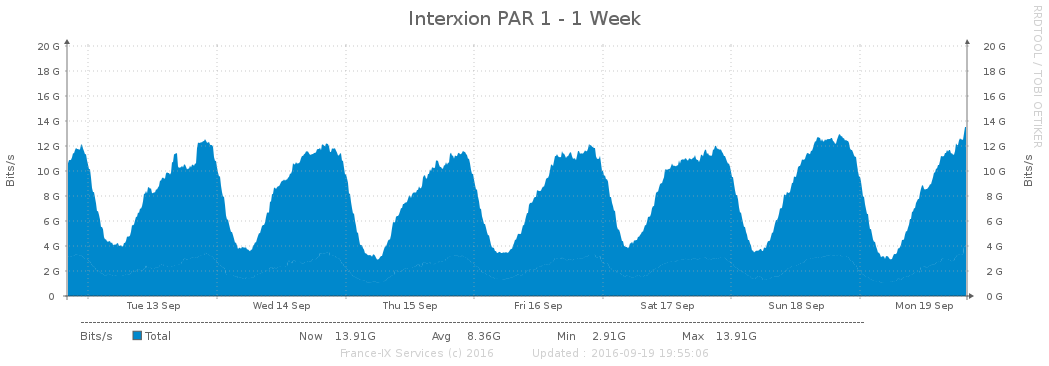 Interxion PAR 1 - 1 Week
RRDTOOL / TOBI OETIKER
Bits/s
Bits/s
20 G 20 G
18 G 18 G
16 G 16 G
14 G 14 G
12 G 12 G
10 G 10 G
8 G 8 G
6 G 6 G
4 G 4 G
2 G 2 G
0 0 G
Tue 13 Sep Wed 14 Sep Thu 15 Sep Fri 16 Sep Sat 17 Sep Sun 18 Sep Mon 19 Sep
Bits/s Total Now 13.91G Avg 8.36G Min 2.91G Max 13.91G
France-IX Services (c) 2016 Updated : 2016-09-19 19:55:06